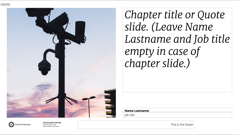 Chapter title or Quote
slide. (Leave Name
Lastname and Job title
empty in case of
chapter slide.)
Name Lastname
Job title
This is the footer